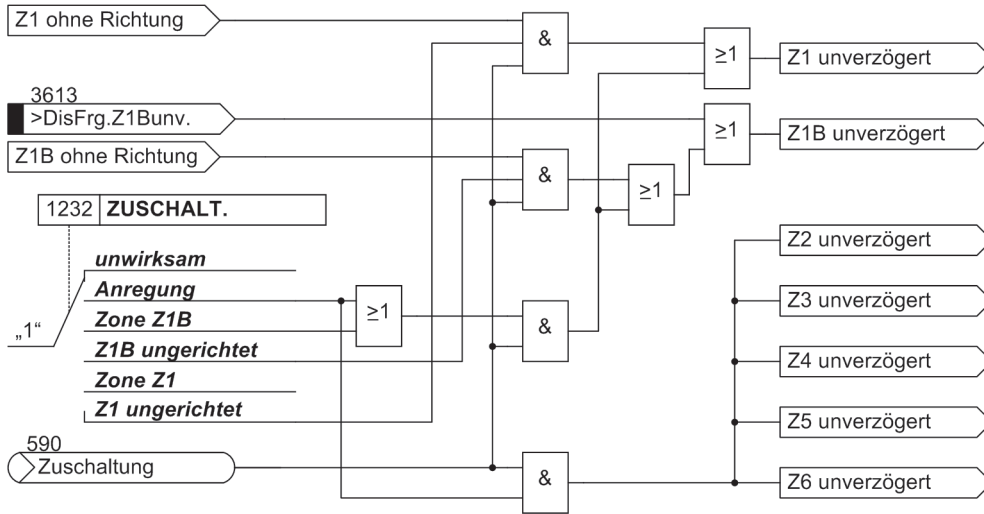 Z1 ohne Richtung
&
≥1
Z1 unverzögert
3613
>DisFrg.Z1Bunv.
≥1
Z1B unverzögert
Z1B ohne Richtung
&
≥1
1232 ZUSCHALT.
Z2 unverzögert
unwirksam
Anregung
≥1
Z3 unverzögert
Zone Z1B
&
„1“
Z1B ungerichtet
Z4 unverzögert
Zone Z1
Z1 ungerichtet
Z5 unverzögert
590
Zuschaltung
&
Z6 unverzögert